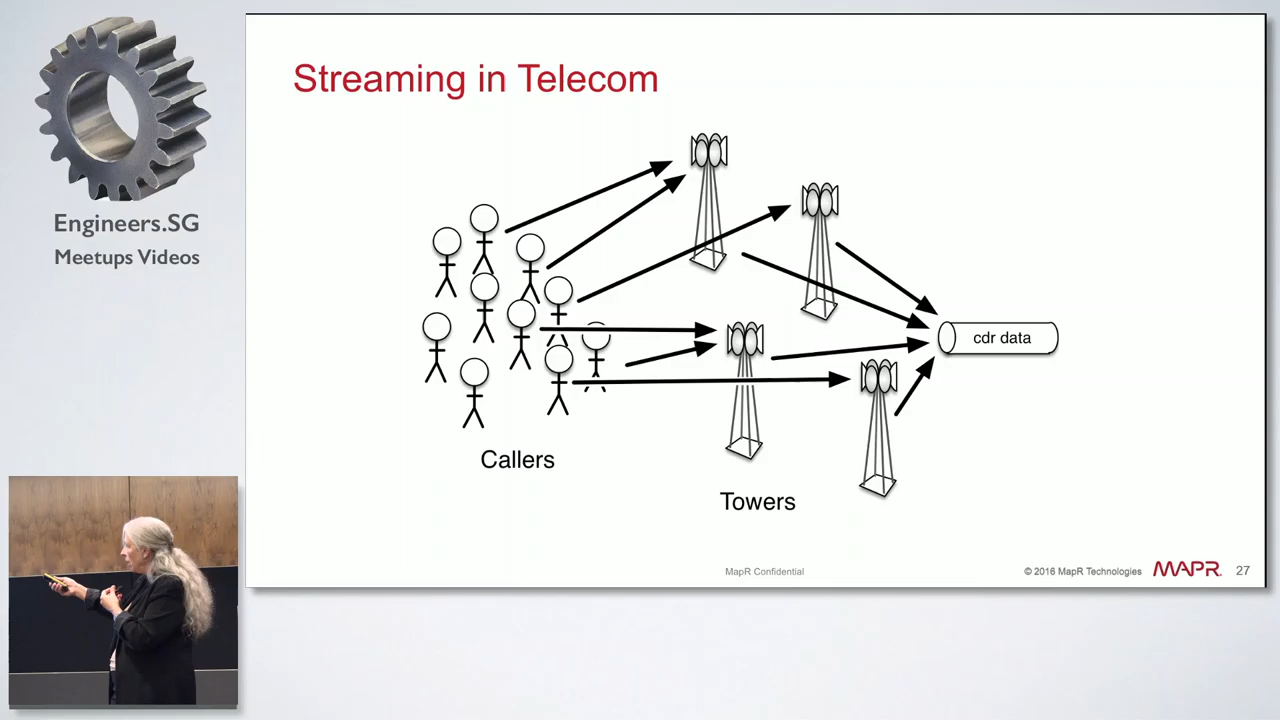 Engineers.SG
Meetups Videos
Streaming in Telecom
cdr data
Callers
Towers
MapR Confidential
© 2016 MapR Technologies
MAPR
27